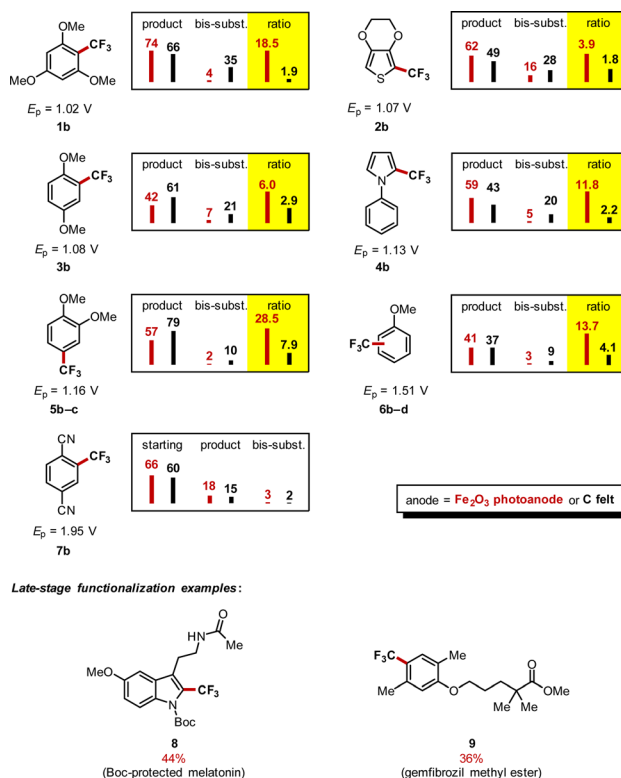 OMe
CF3
MeO
OMe
Ep = 1.02 V
1b
product bis-subst. ratio
74 66 4 35 18.5 1.9
O
O
S
CF3
Ep = 1.07 V
2b
product bis-subst. ratio
62 49 16 28 3.9 1.8
OMe
CF3
OMe
Ep = 1.08 V
3b
product bis-subst. ratio
42 61 7 21 6.0 2.9
N
CF3
Ep = 1.13 V
4b
product bis-subst. ratio
59 43 5 20 11.8 2.2
OMe
OMe
CF3
Ep = 1.16 V
5b–c
product bis-subst. ratio
57 79 2 10 28.5 7.9
OMe
F3C
Ep = 1.51 V
6b–d
product bis-subst. ratio
41 37 3 9 13.7 4.1
CN
CF3
CN
Ep = 1.95 V
7b
starting product bis-subst.
66 60 18 15 3 2
anode = Fe2O3 photoanode or C felt
Late-stage functionalization examples:
O
HN
Me
MeO
CF3
N
Boc
8
44%
(Boc-protected melatonin)
F3C
Me
Me
O
O
OMe
Me Me
9
36%
(gemfibrozil methyl ester)